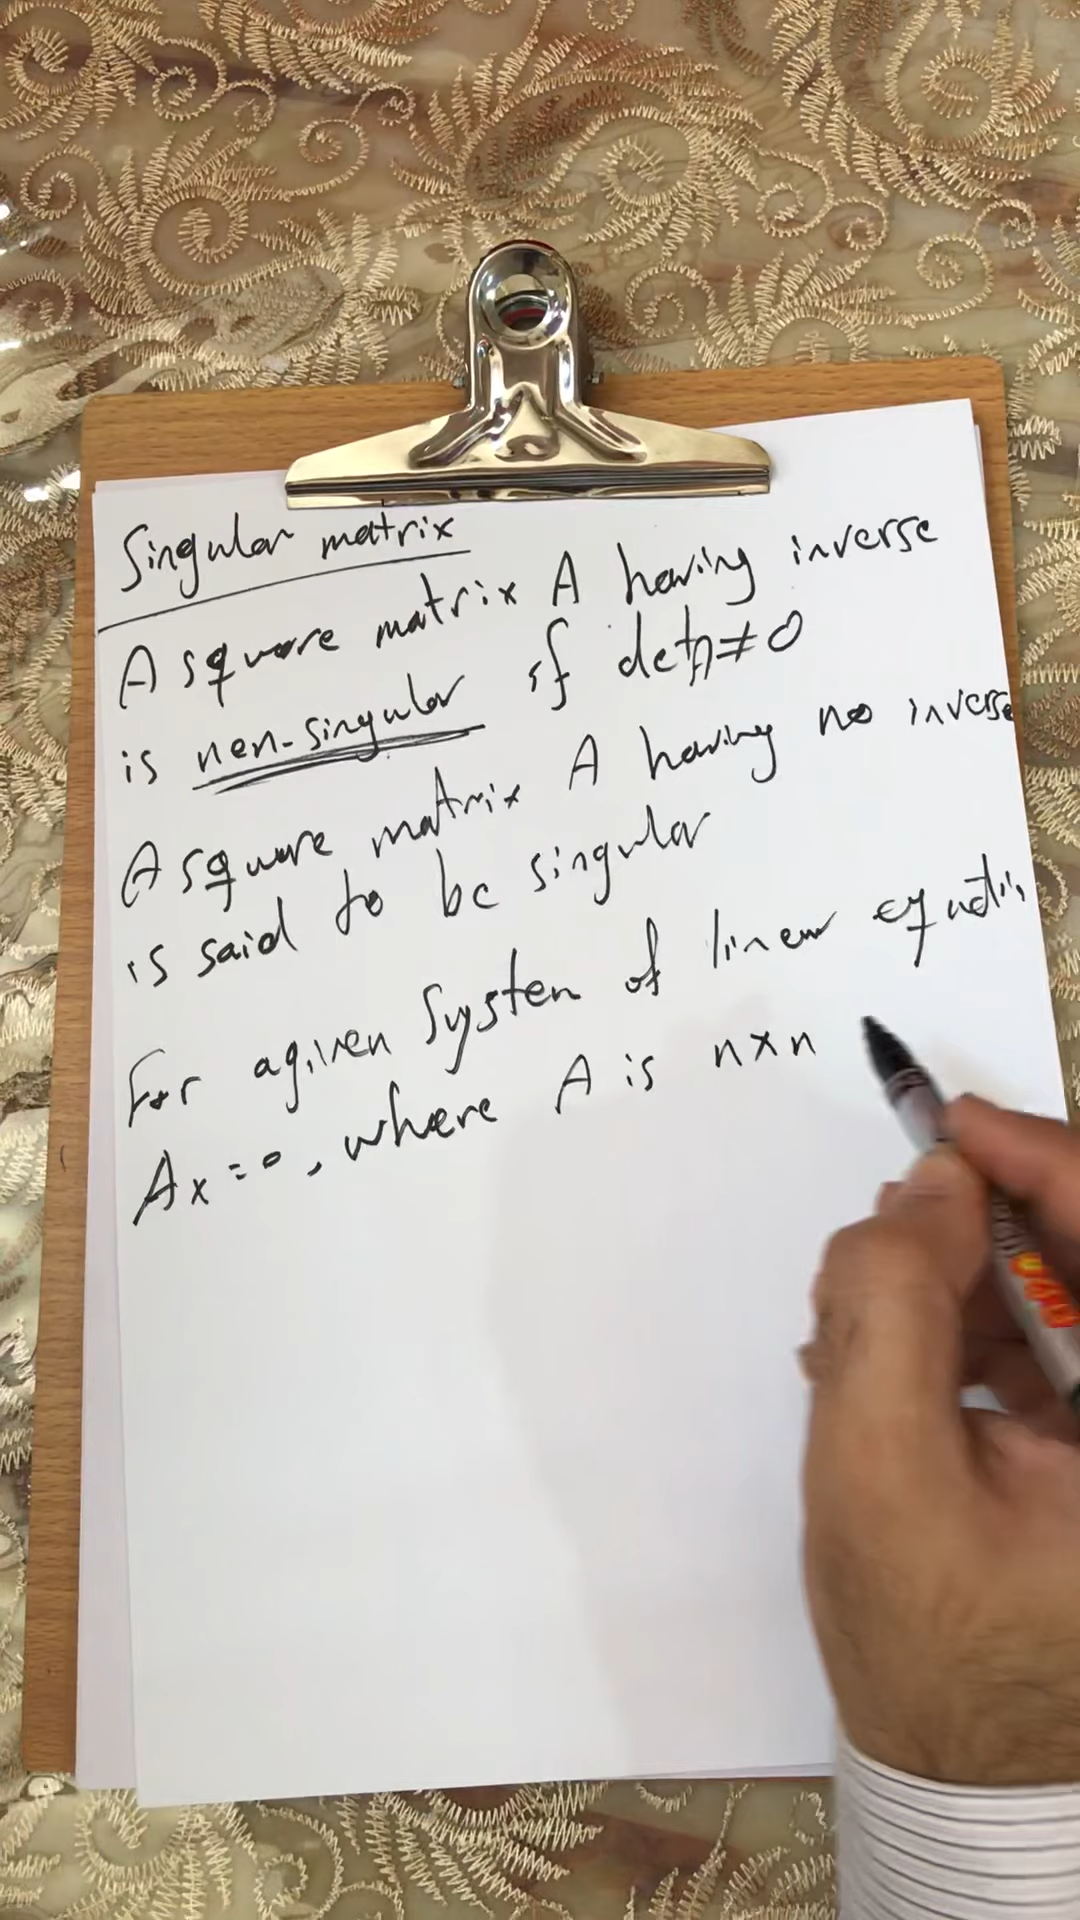 Singular matrix
A square matrix A having inverse
is non-singular if detA≠0
A square matrix A having no inverse
is said to be singular
For a given System of linear equatin
Ax=0, where A is n×n